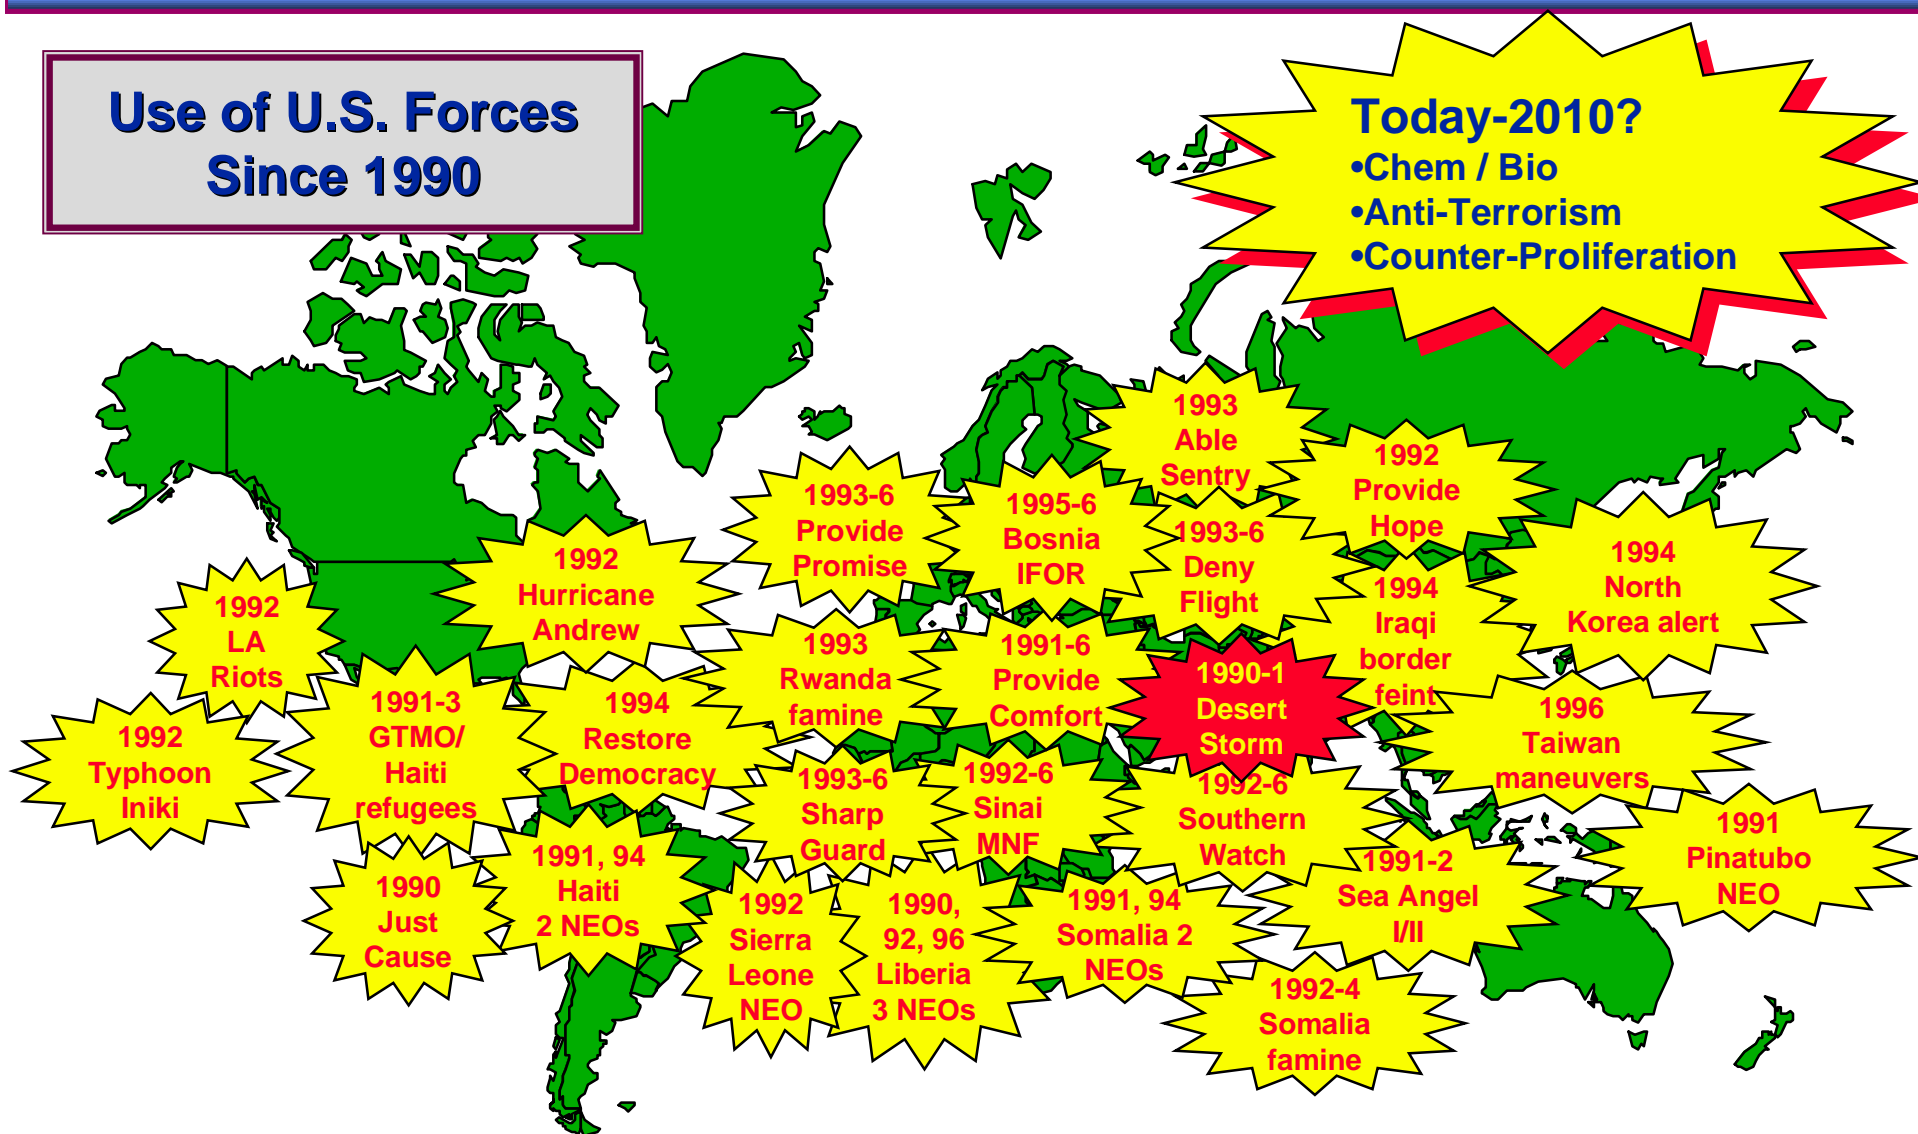 Use of U.S. Forces
Since 1990
Today-2010?
•Chem / Bio
•Anti-Terrorism
•Counter-Proliferation
1993
Able
Sentry
1992
Provide
Hope
1993-6
Provide
Promise
1995-6
Bosnia
IFOR
1993-6
Deny
Flight
1994
North
Korea alert
1992
Hurricane
Andrew
1994
Iraqi
border
feint
1992
LA
Riots
1993
Rwanda
famine
1991-6
Provide
Comfort
1990-1
Desert
Storm
1991-3
GTMO/
Haiti
refugees
1994
Restore
Democracy
1996
Taiwan
maneuvers
1992
Typhoon
Iniki
1993-6
Sharp
Guard
1992-6
Sinai
MNF
1992-6
Southern
Watch
1991
Pinatubo
NEO
1990
Just
Cause
1991, 94
Haiti
2 NEOs
1992
Sierra
Leone
NEO
1990,
92, 96
Liberia
3 NEOs
1991, 94
Somalia 2
NEOs
1991-2
Sea Angel
I/II
1992-4
Somalia
famine